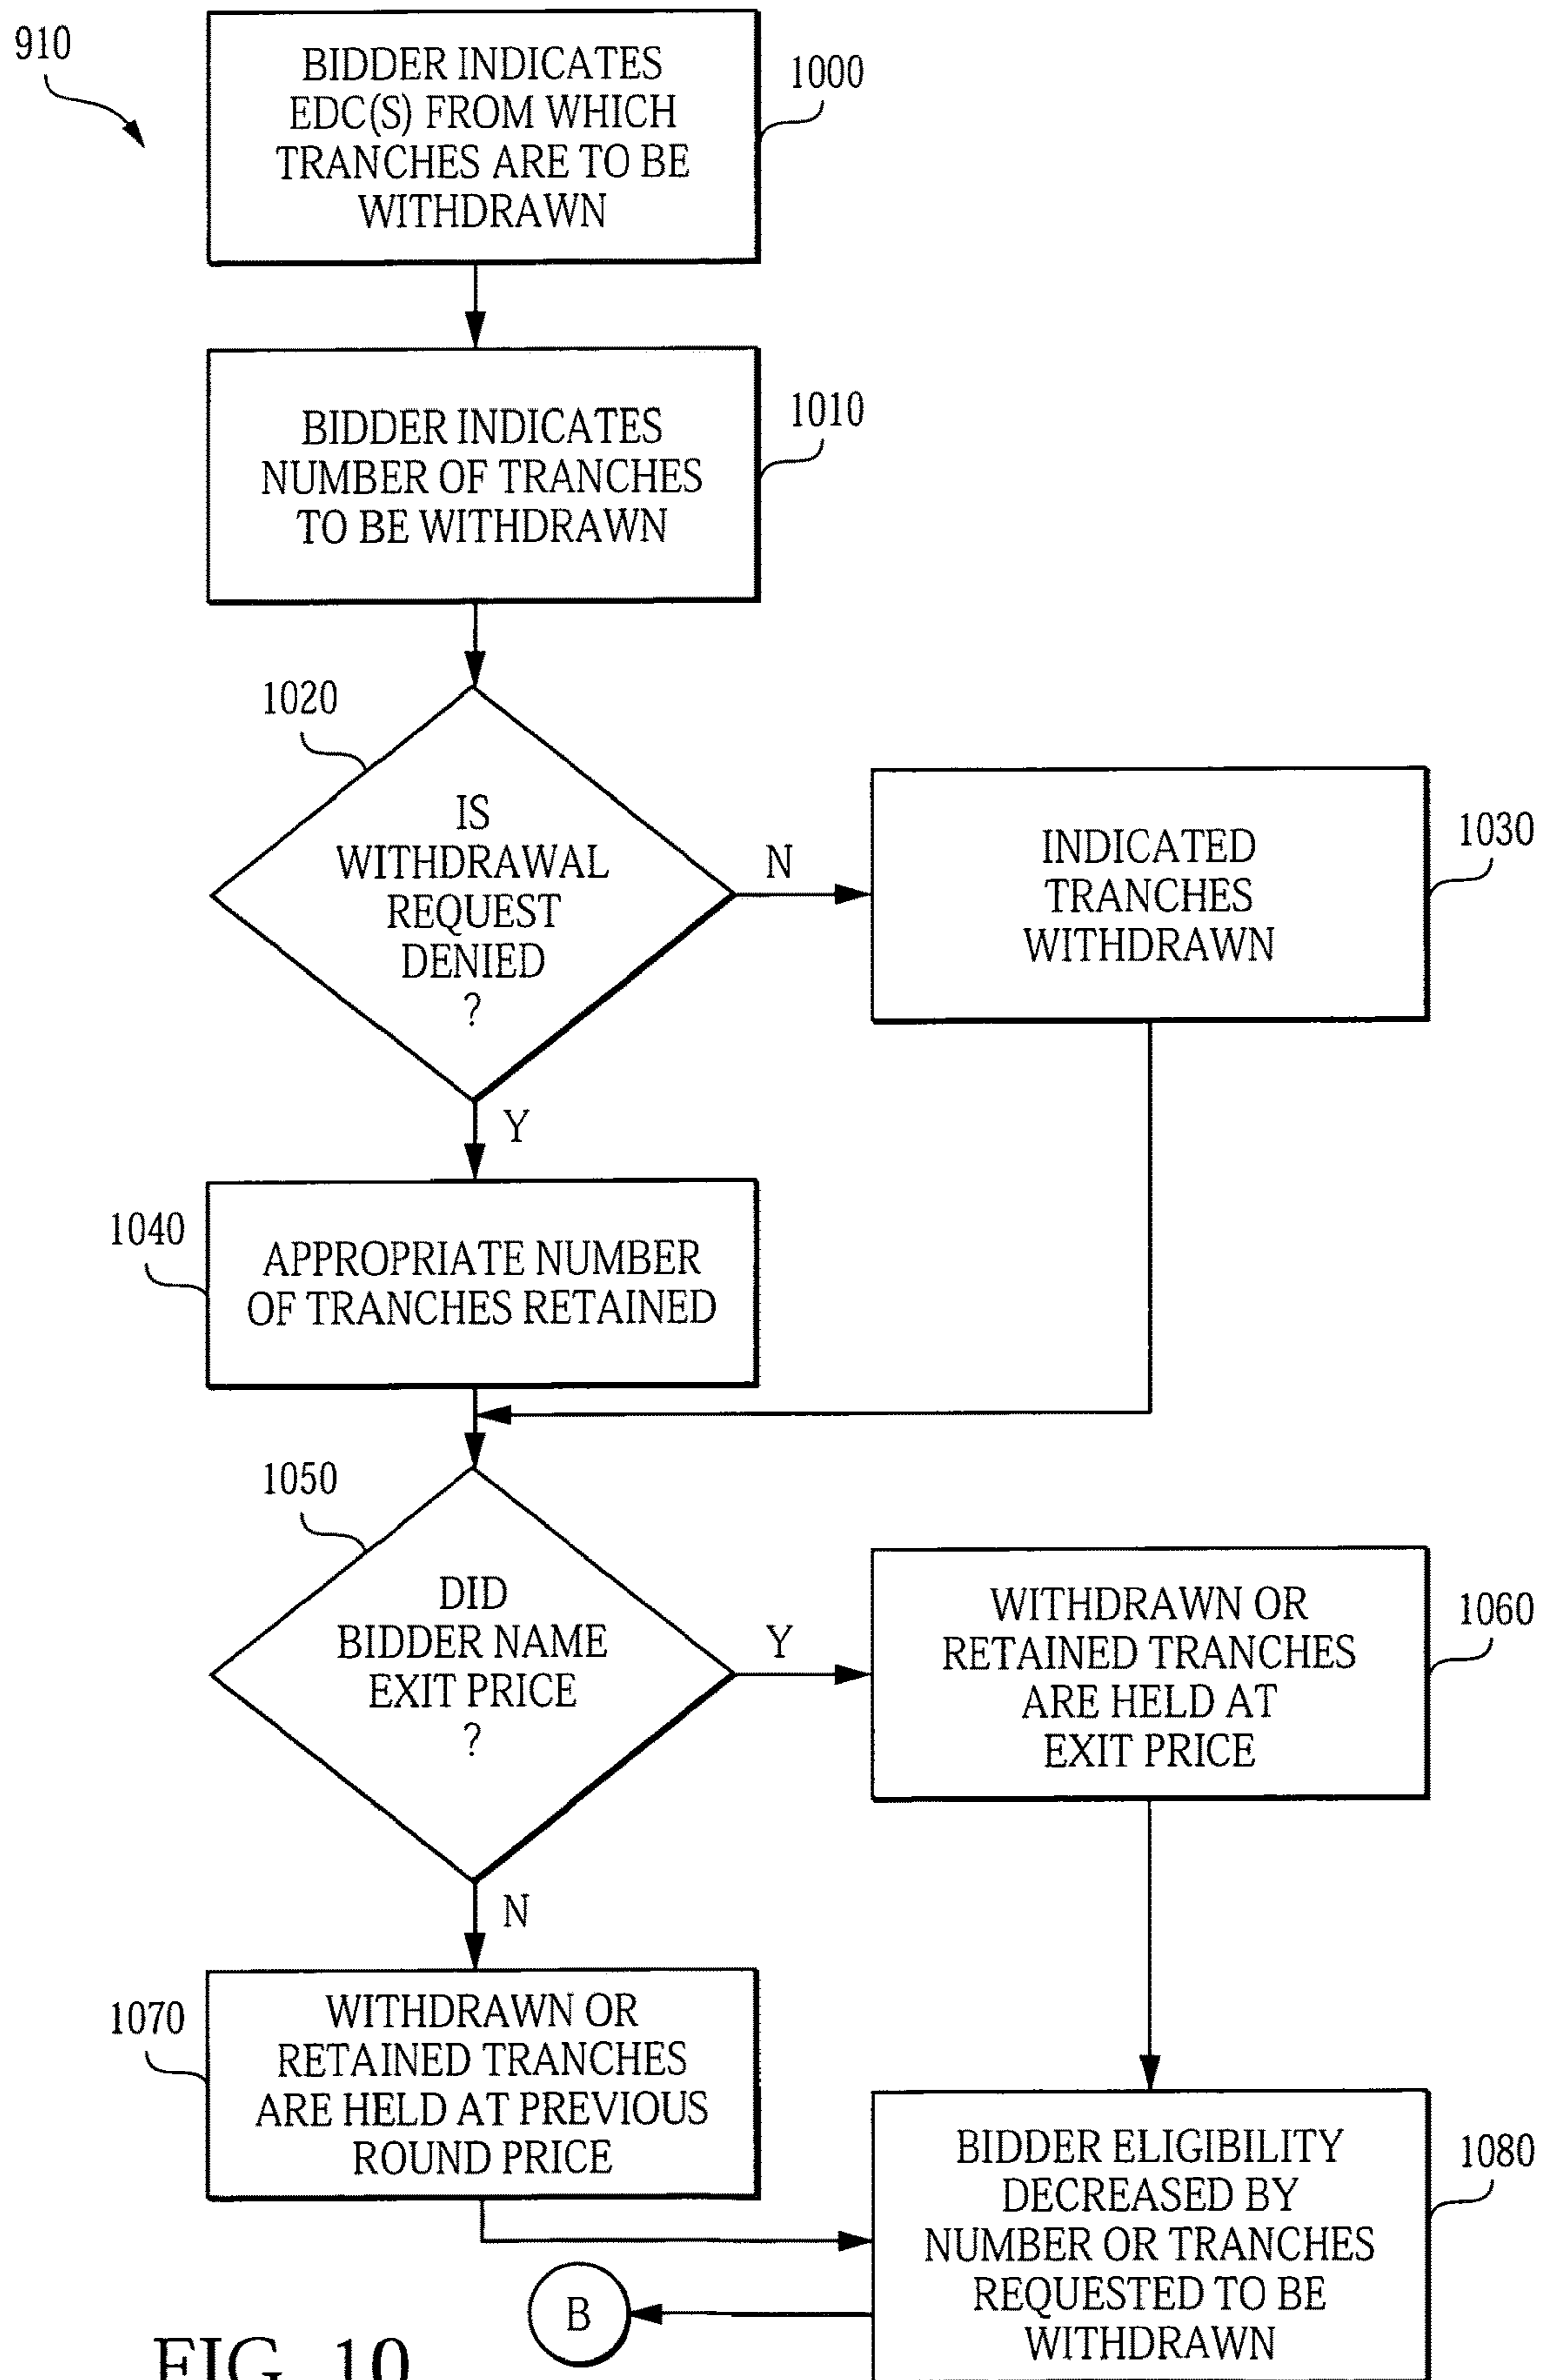 910
BIDDER INDICATES
EDC(S) FROM WHICH
TRANCHES ARE TO BE
WITHDRAWN
1000
BIDDER INDICATES
NUMBER OF TRANCHES
TO BE WITHDRAWN
1010
1020
IS
WITHDRAWAL
REQUEST
DENIED
?
N
INDICATED
TRANCHES
WITHDRAWN
1030
Y
1040
APPROPRIATE NUMBER
OF TRANCHES RETAINED
1050
DID
BIDDER NAME
EXIT PRICE
?
Y
WITHDRAWN OR
RETAINED TRANCHES
ARE HELD AT
EXIT PRICE
1060
N
1070
WITHDRAWN OR
RETAINED TRANCHES
ARE HELD AT PREVIOUS
ROUND PRICE
BIDDER ELIGIBILITY
DECREASED BY
NUMBER OR TRANCHES
REQUESTED TO BE
WITHDRAWN
1080
B
FIG. 10